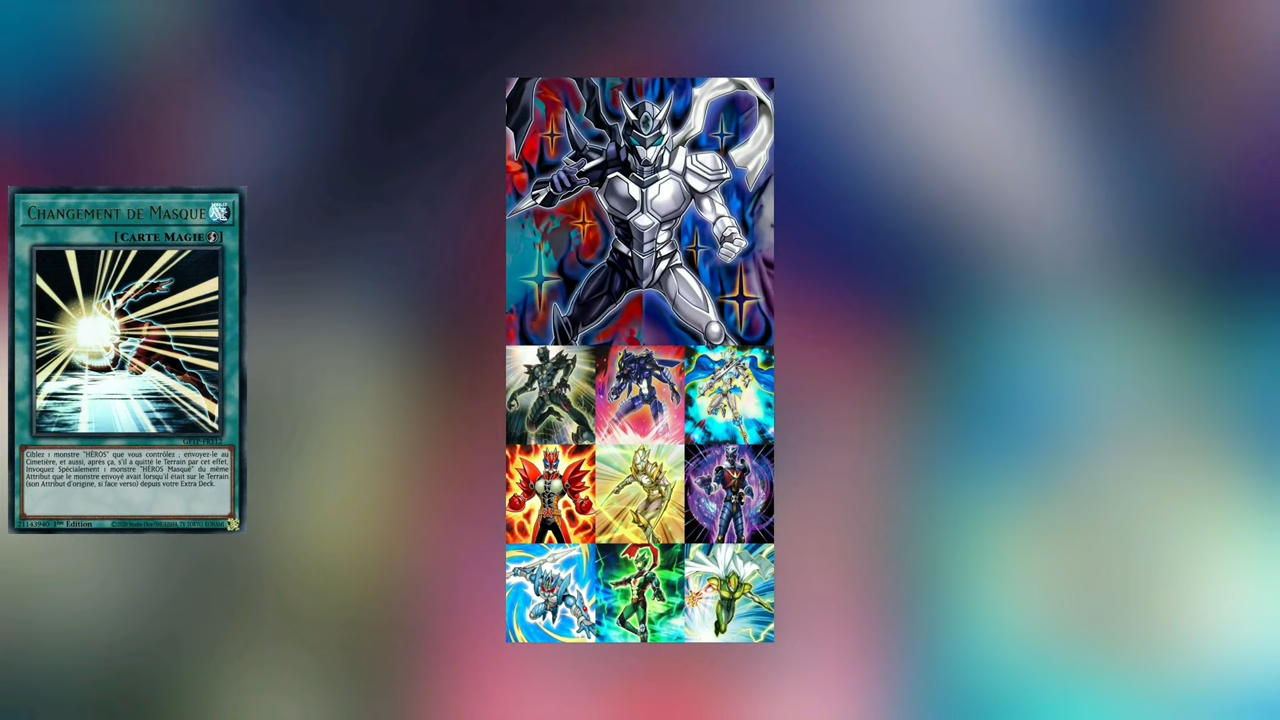 CHANGEMENT DE MASQUE
[CARTE MAGIE]
Ciblez 1 monstre "HÉROS" que vous contrôlez ; envoyez-le au
Cimetière, et aussi, après ça, s'il a quitté le Terrain par cet effet,
Invoquez Spécialement 1 monstre "HÉROS Masqué" du même
Attribut que le monstre envoyé avait lorsqu'il était sur le Terrain
(son Attribut d'origine, si face verso) depuis votre Extra Deck.
21143940 1ère Édition